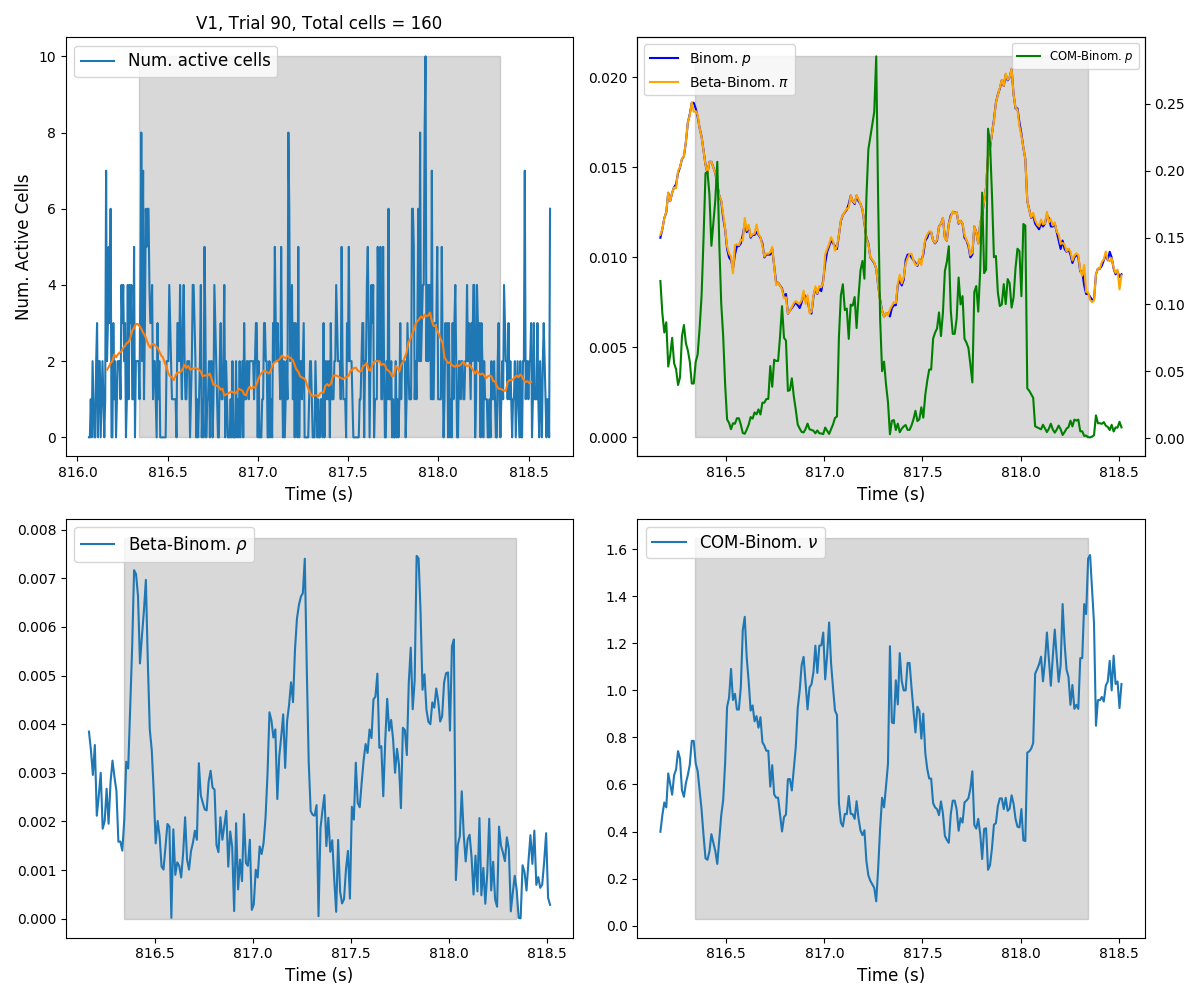 V1, Trial 90, Total cells = 160
Num. active cells
Num. Active Cells
10
8
6
4
2
0
816.0 816.5 817.0 817.5 818.0 818.5
Time (s)
Binom. p
Beta-Binom. π
COM-Binom. p
0.020
0.015
0.010
0.005
0.000
0.25
0.20
0.15
0.10
0.05
0.00
816.5 817.0 817.5 818.0 818.5
Time (s)
Beta-Binom. ρ
0.008
0.007
0.006
0.005
0.004
0.003
0.002
0.001
0.000
816.5 817.0 817.5 818.0 818.5
Time (s)
COM-Binom. ν
1.6
1.4
1.2
1.0
0.8
0.6
0.4
0.2
0.0
816.5 817.0 817.5 818.0 818.5
Time (s)